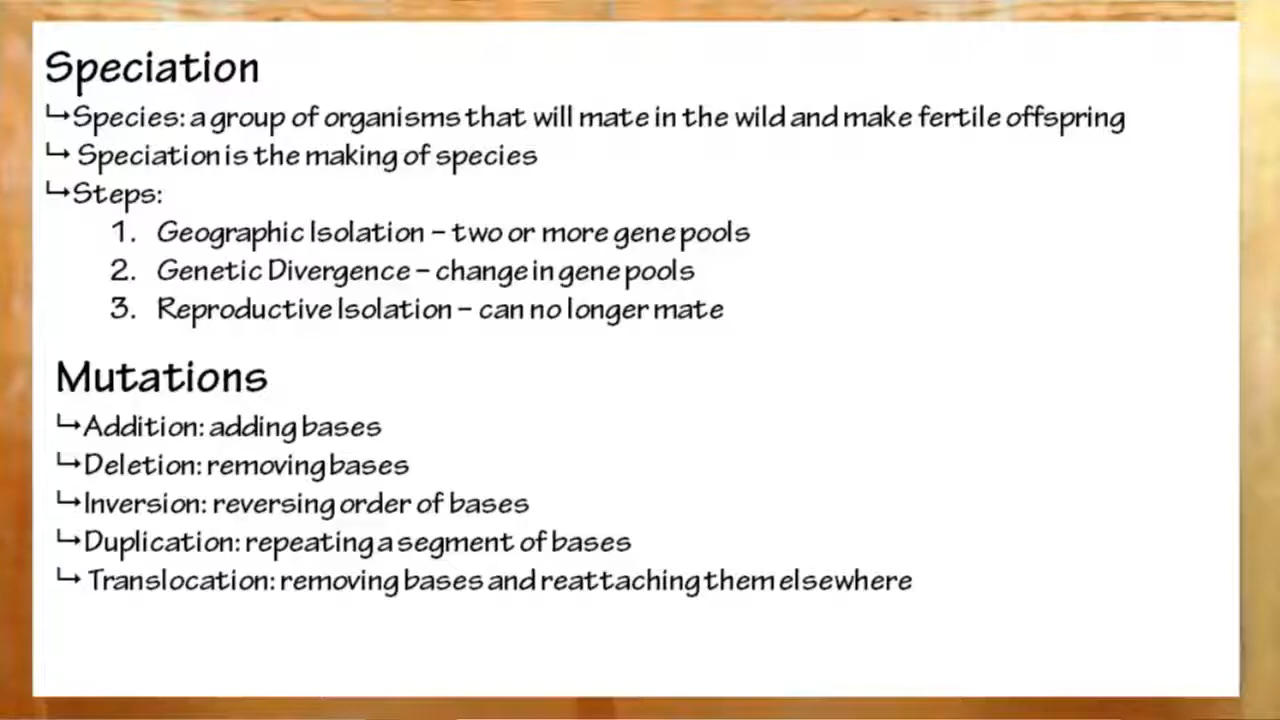 Speciation
↳Species: a group of organisms that will mate in the wild and make fertile offspring
↳ Speciation is the making of species
↳Steps:
1. Geographic Isolation – two or more gene pools
2. Genetic Divergence – change in gene pools
3. Reproductive Isolation – can no longer mate
Mutations
↳Addition: adding bases
↳Deletion: removing bases
↳Inversion: reversing order of bases
↳Duplication: repeating a segment of bases
↳ Translocation: removing bases and reattaching them elsewhere